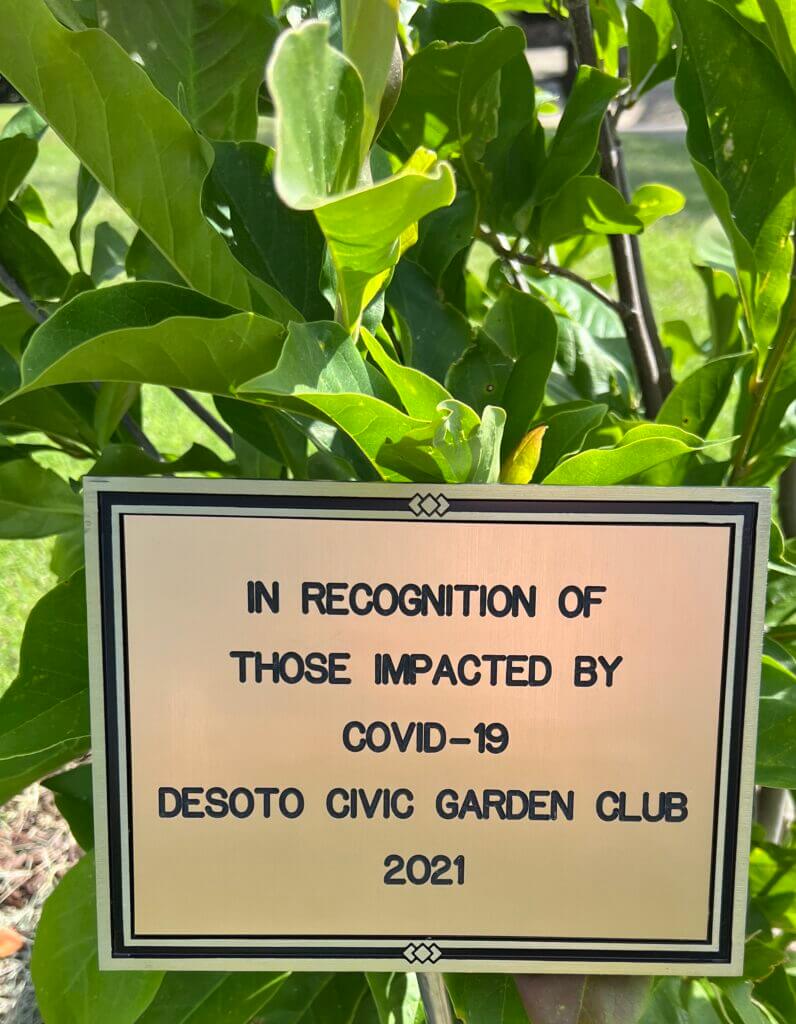 IN RECOGNITION OF
THOSE IMPACTED BY
COVID-19
DESOTO CIVIC GARDEN CLUB
2021